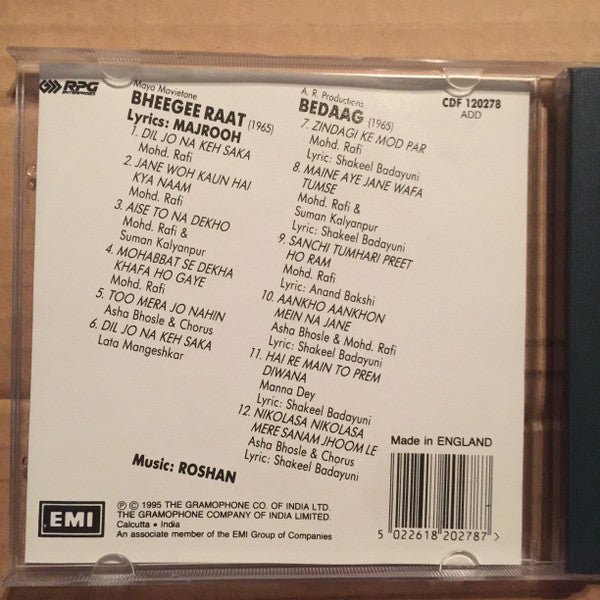 RPG
Maya Movietone
BHEEGEE RAAT (1965)
Lyrics: MAJROOH
1. DIL JO NA KEH SAKA
Mohd. Rafi
2. JANE WOH KAUN HAI
KYA NAAM
Mohd. Rafi
3. AISE TO NA DEKHO
Mohd. Rafi &
Suman Kalyanpur
4. MOHABBAT SE DEKHA
KHAFA HO GAYE
Mohd. Rafi
5. TOO MERA JO NAHIN
Asha Bhosle & Chorus
6. DIL JO NA KEH SAKA
Lata Mangeshkar
A. R. Productions
BEDAAG (1965)
7. ZINDAGI KE MOD PAR
Mohd. Rafi
Lyric: Shakeel Badayuni
8. MAINE AYE JANE WAFA
TUMSE
Mohd. Rafi &
Suman Kalyanpur
Lyric: Shakeel Badayuni
9. SANCHI TUMHARI PREET
HO RAM
Mohd. Rafi
Lyric: Anand Bakshi
10. AANKHO AANKHON
MEIN NA JANE
Asha Bhosle & Mohd. Rafi
Lyric: Shakeel Badayuni
11. HAI RE MAIN TO PREM
DIWANA
Manna Dey
Lyric: Shakeel Badayuni
12. NIKOLASA NIKOLASA
MERE SANAM JHOOM LE
Asha Bhosle & Chorus
Lyric: Shakeel Badayuni
CDF 120278
ADD
Music: ROSHAN
Made in ENGLAND
5 022618 202787 >
EMI
℗ © 1995 THE GRAMOPHONE CO. OF INDIA LTD.
THE GRAMOPHONE COMPANY OF INDIA LIMITED.
Calcutta • India
An associate member of the EMI Group of Companies